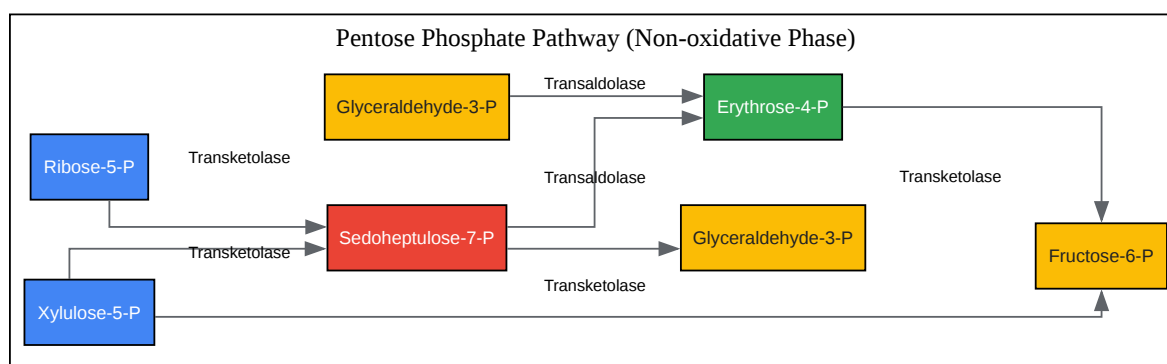 Pentose Phosphate Pathway (Non-oxidative Phase)
Transaldolase
Glyceraldehyde-3-P
Erythrose-4-P
Ribose-5-P
Transketolase
Transaldolase
Transketolase
Sedoheptulose-7-P
Glyceraldehyde-3-P
Transketolase
Fructose-6-P
Transketolase
Xylulose-5-P